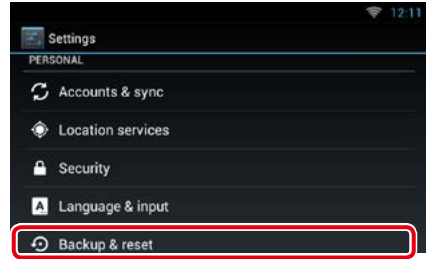 12:11
Settings
PERSONAL
Accounts & sync
Location services
Security
A Language & input
Backup & reset